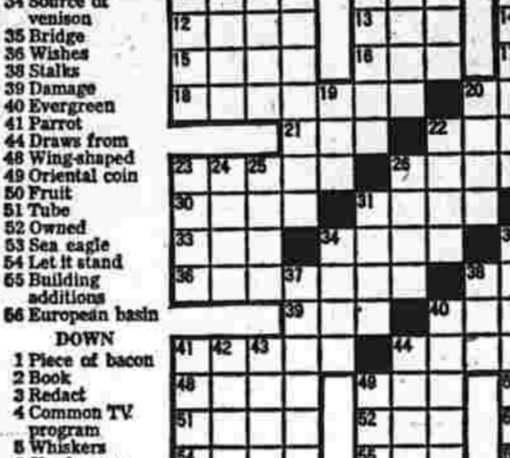 34 Source of
venison
35 Bridge
36 Wishes
38 Stalks
39 Damage
40 Evergreen
41 Parrot
44 Draws from
48 Wing-shaped
49 Oriental coin
50 Fruit
51 Tube
52 Owned
53 Sea eagle
54 Let it stand
55 Building
additions
56 European basin
DOWN
1 Piece of bacon
2 Book
3 Redact
4 Common TV
program
5 Whiskers
12 13
15 16
18 19 20
21 22
23 24 25 26
30 31
33 34
36 37 38
39 40
41 42 43 44
48 49
51 52
54 55